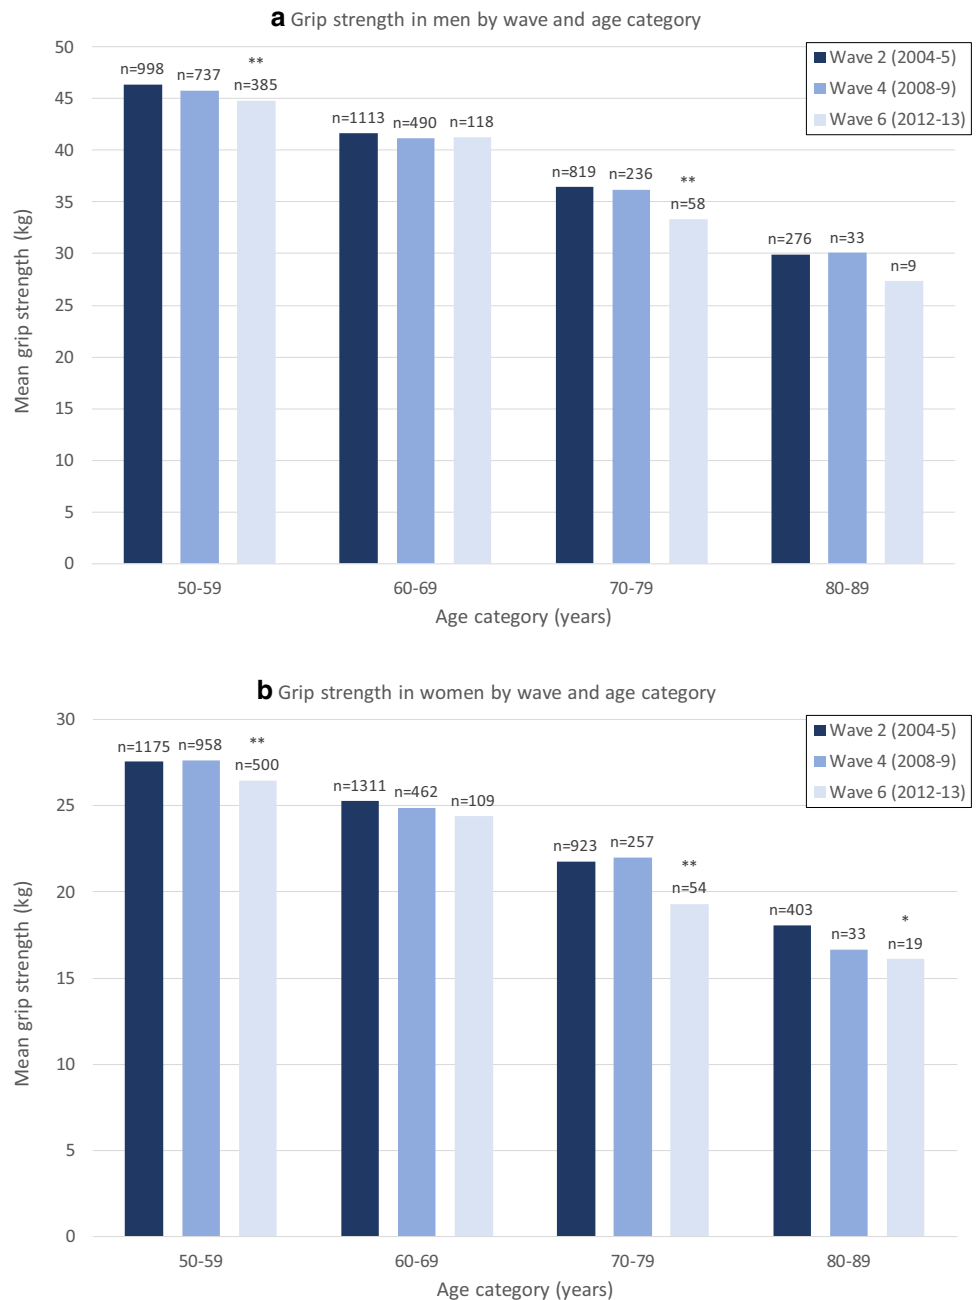 a Grip strength in men by wave and age category
50
45
40
35
30
25
20
15
10
5
0
Mean grip strength (kg)
Wave 2 (2004-5)
Wave 4 (2008-9)
Wave 6 (2012-13)
n=998
n=737
**
n=385
n=1113
n=490
n=118
n=819
n=236
**
n=58
n=276
n=33
n=9
50-59
60-69
70-79
80-89
Age category (years)
b Grip strength in women by wave and age category
30
25
20
15
10
5
0
Mean grip strength (kg)
Wave 2 (2004-5)
Wave 4 (2008-9)
Wave 6 (2012-13)
n=1175
n=958
**
n=500
n=1311
n=462
n=109
n=923
n=257
**
n=54
n=403
n=33
*
n=19
50-59
60-69
70-79
80-89
Age category (years)